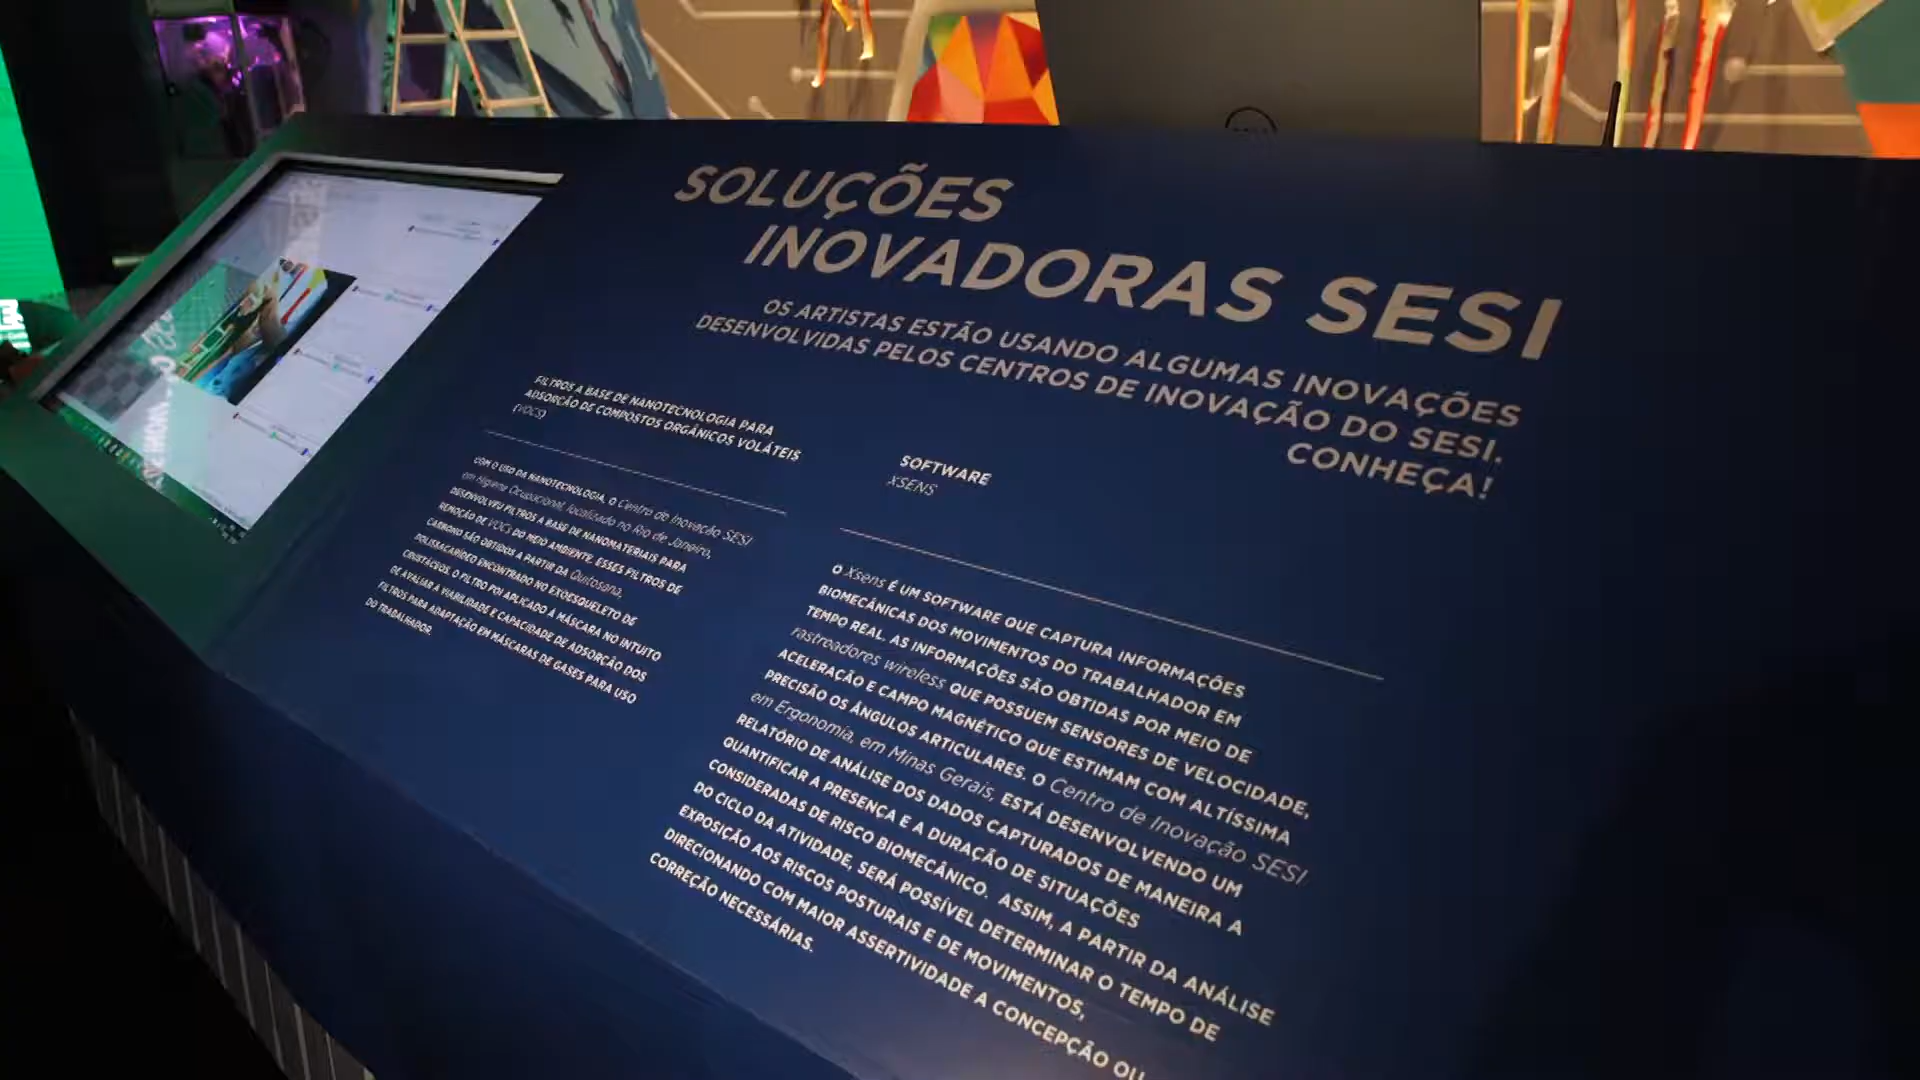 SOLUÇÕES
INOVADORAS SESI
OS ARTISTAS ESTÃO USANDO ALGUMAS INOVAÇÕES
DESENVOLVIDAS PELOS CENTROS DE INOVAÇÃO DO SESI.
CONHEÇA!
FILTROS A BASE DE NANOTECNOLOGIA PARA
ADSORÇÃO DE COMPOSTOS ORGÂNICOS VOLÁTEIS
(VOCS)
COM O USO DA NANOTECNOLOGIA, O Centro de Inovação SESI
em Higiene Ocupacional, localizado no Rio de Janeiro,
DESENVOLVEU FILTROS A BASE DE NANOMATERIAIS PARA
REMOÇÃO DE VOCS DO MEIO AMBIENTE. ESSES FILTROS DE
CARBONO SÃO OBTIDOS A PARTIR DA Quitosana,
POLISSACARÍDEO ENCONTRADO NO EXOESQUELETO DE
CRUSTÁCEOS. O FILTRO FOI APLICADO À MÁSCARA NO INTUITO
DE AVALIAR A VIABILIDADE E CAPACIDADE DE ADSORÇÃO DOS
FILTROS PARA ADAPTAÇÃO EM MÁSCARAS DE GASES PARA USO
DO TRABALHADOR.
SOFTWARE
XSENS
O Xsens É UM SOFTWARE QUE CAPTURA INFORMAÇÕES
BIOMECÂNICAS DOS MOVIMENTOS DO TRABALHADOR EM
TEMPO REAL. AS INFORMAÇÕES SÃO OBTIDAS POR MEIO DE
rastreadores wireless QUE POSSUEM SENSORES DE VELOCIDADE,
ACELERAÇÃO E CAMPO MAGNÉTICO QUE ESTIMAM COM ALTÍSSIMA
PRECISÃO OS ÂNGULOS ARTICULARES. O Centro de Inovação SESI
em Ergonomia, em Minas Gerais, ESTÁ DESENVOLVENDO UM
RELATÓRIO DE ANÁLISE DOS DADOS CAPTURADOS DE MANEIRA A
QUANTIFICAR A PRESENÇA E A DURAÇÃO DE SITUAÇÕES
CONSIDERADAS DE RISCO BIOMECÂNICO. ASSIM, A PARTIR DA ANÁLISE
DO CICLO DA ATIVIDADE, SERÁ POSSÍVEL DETERMINAR O TEMPO DE
EXPOSIÇÃO AOS RISCOS POSTURAIS E DE MOVIMENTOS,
DIRECIONANDO COM MAIOR ASSERTIVIDADE A CONCEPÇÃO OU
CORREÇÃO NECESSÁRIAS.